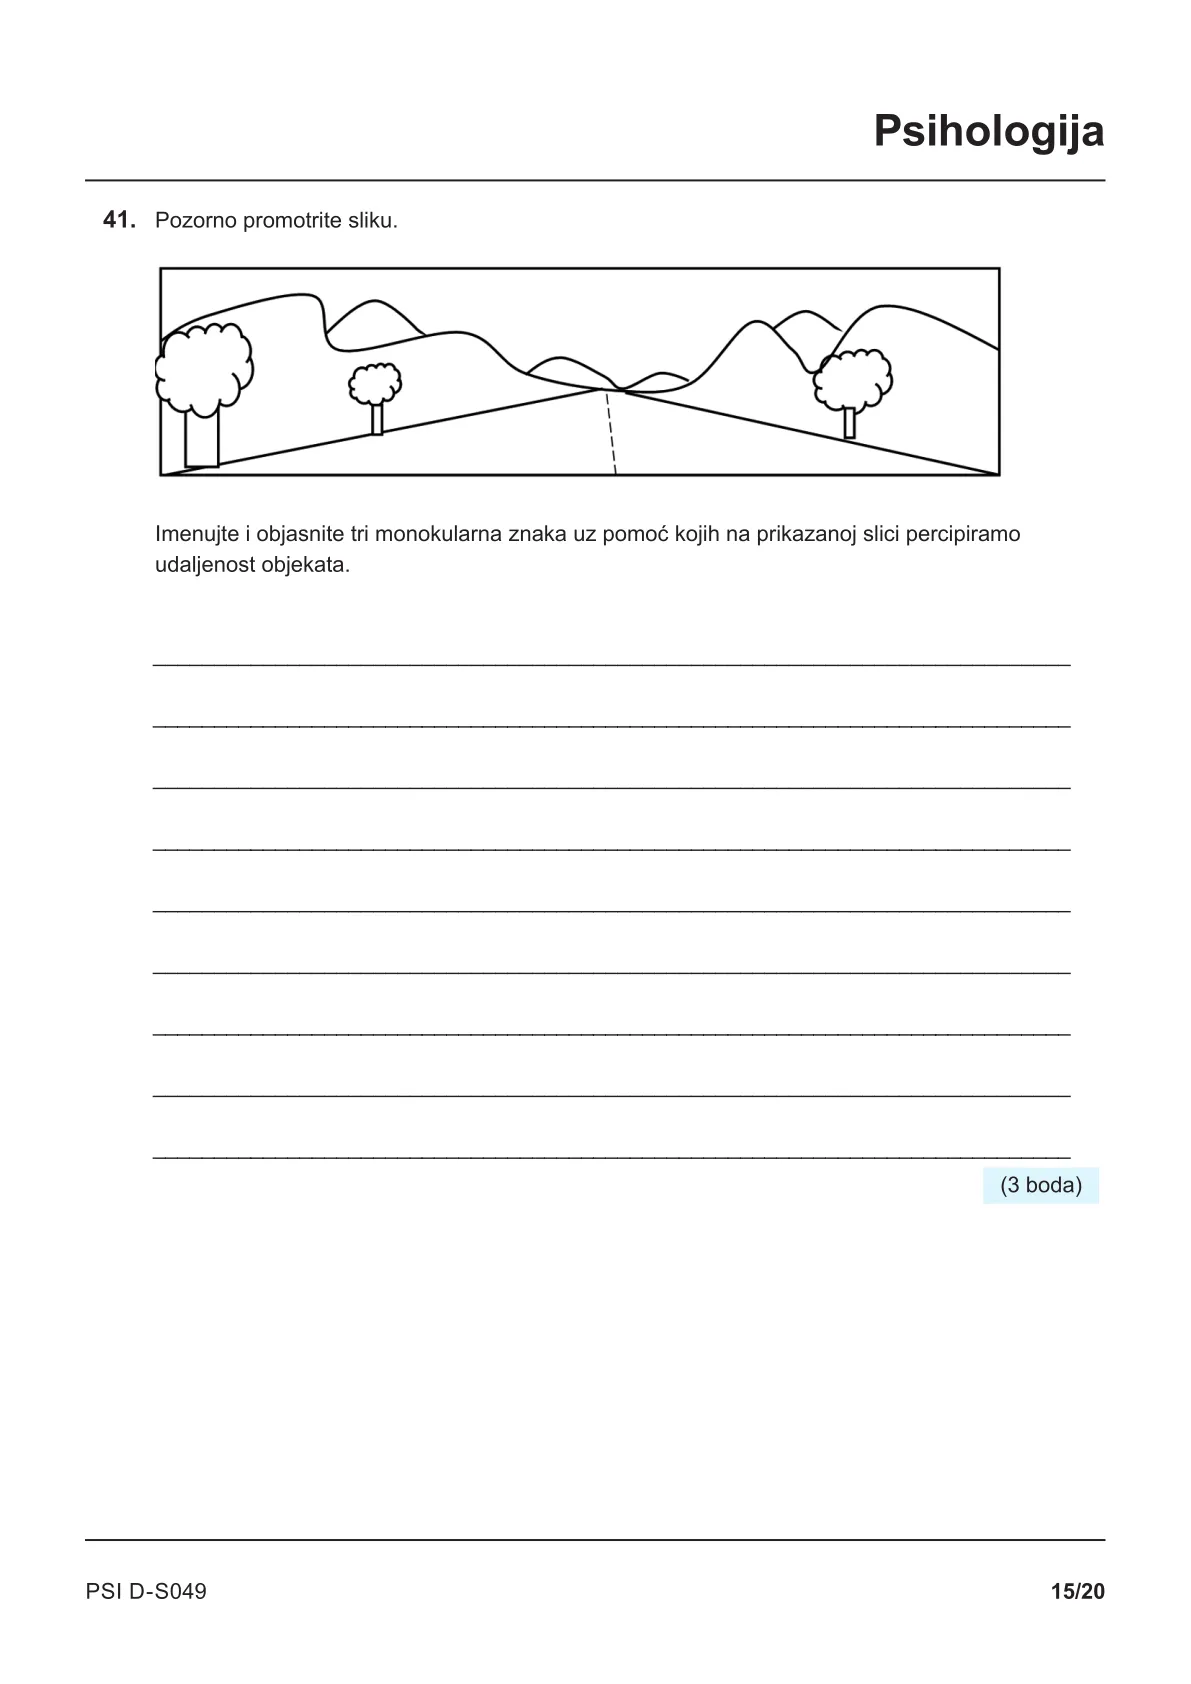 Psihologija
41. Pozorno promotrite sliku.
Imenujte i objasnite tri monokularna znaka uz pomoć kojih na prikazanoj slici percipiramo
udaljenost objekata.
(3 boda)
PSI D-S049
15/20